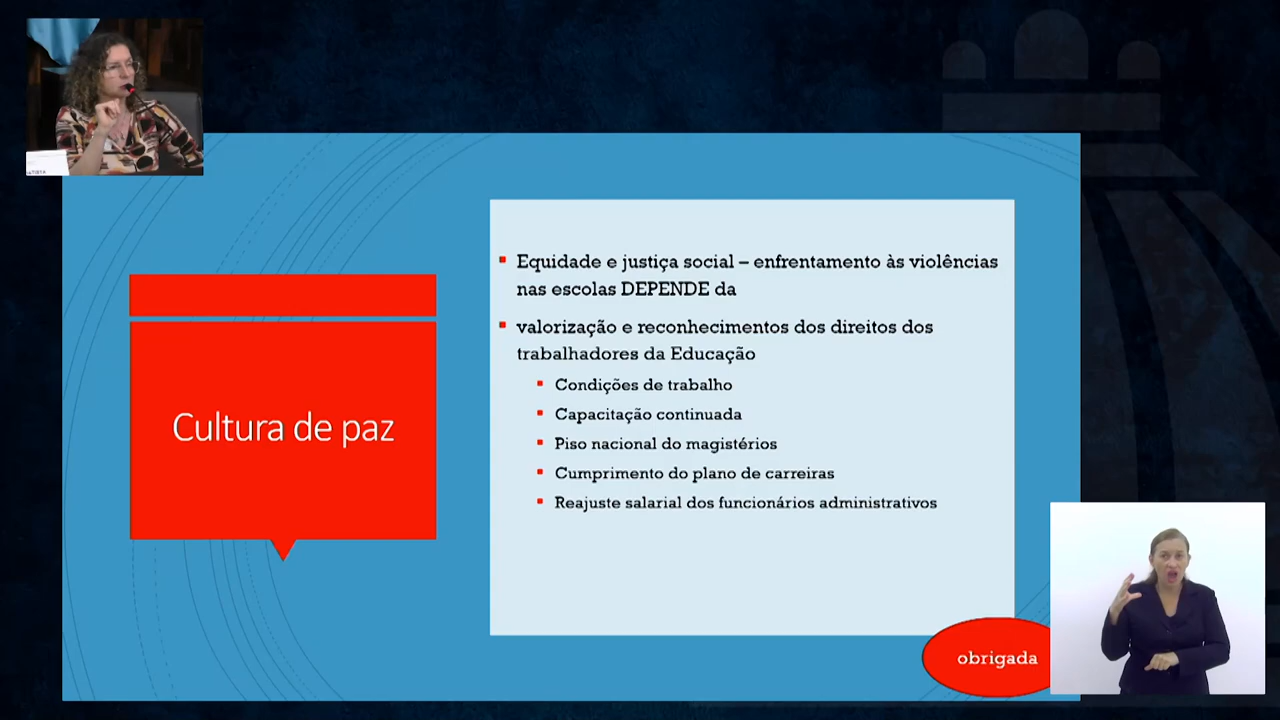 Cultura de paz
Equidade e justiça social – enfrentamento às violências
nas escolas DEPENDE da
valorização e reconhecimentos dos direitos dos
trabalhadores da Educação
Condições de trabalho
Capacitação continuada
Piso nacional do magistérios
Cumprimento do plano de carreiras
Reajuste salarial dos funcionários administrativos
obrigada